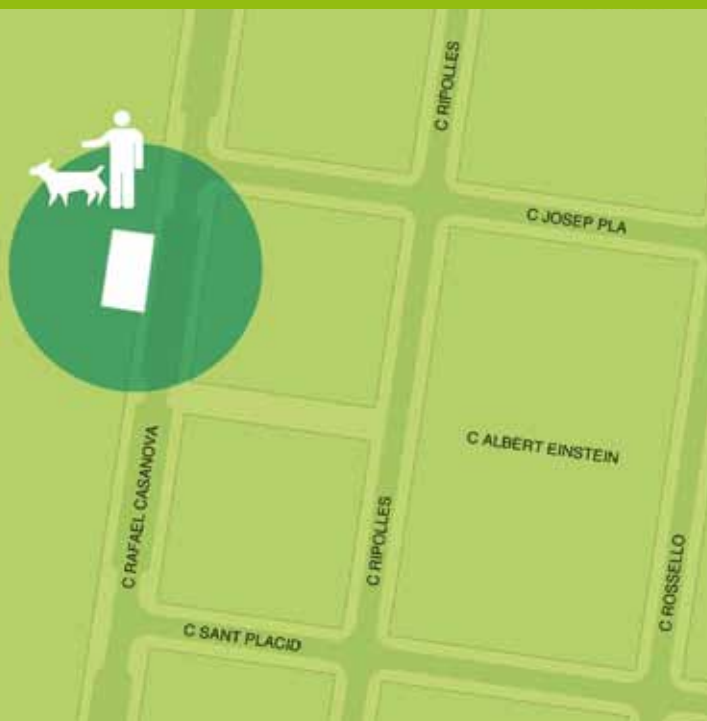 C RIPOLLES
C JOSEP PLA
C ALBERT EINSTEIN
C RAFAEL CASANOVA
C RIPOLLES
C ROSSELLO
C SANT PLACID